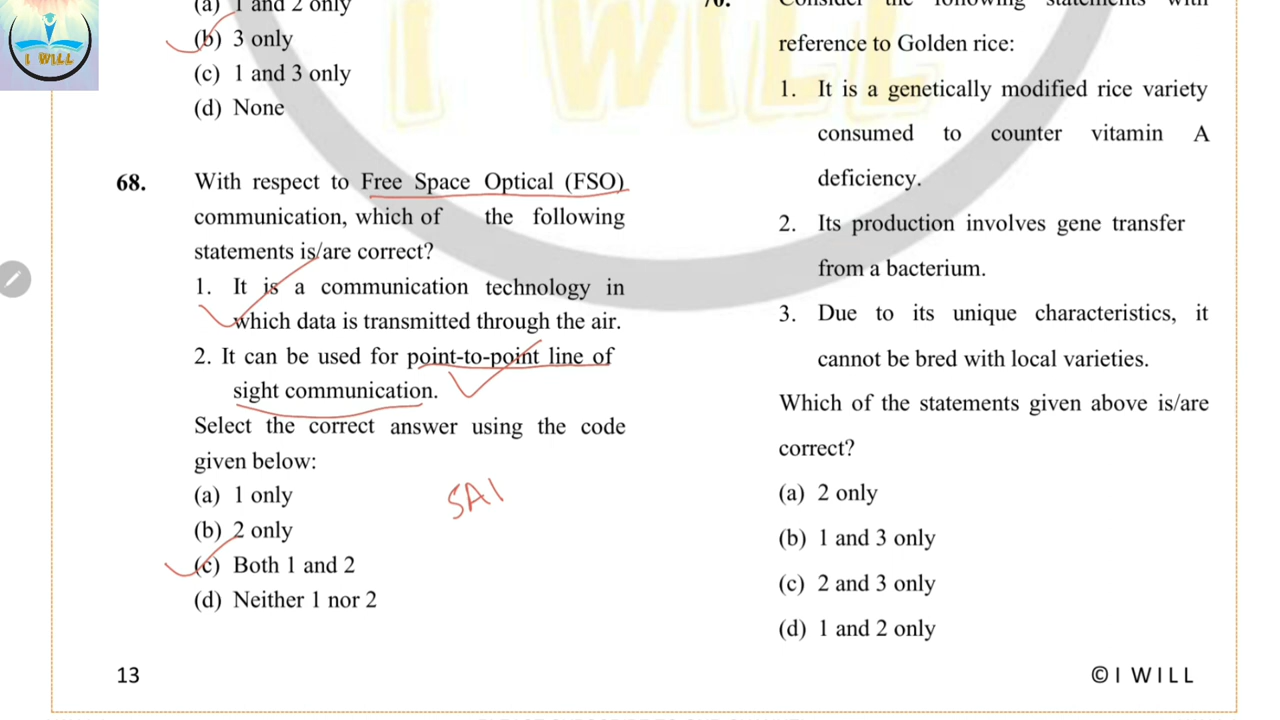 I WILL
(a) 1 and 2 only
(b) 3 only
(c) 1 and 3 only
(d) None
68. With respect to Free Space Optical (FSO)
communication, which of the following
statements is/are correct?
1. It is a communication technology in
which data is transmitted through the air.
2. It can be used for point-to-point line of
sight communication.
Select the correct answer using the code
given below:
(a) 1 only
(b) 2 only
(c) Both 1 and 2
(d) Neither 1 nor 2
SAI
13
70. Consider the following statements with
reference to Golden rice:
1. It is a genetically modified rice variety
consumed to counter vitamin A
deficiency.
2. Its production involves gene transfer
from a bacterium.
3. Due to its unique characteristics, it
cannot be bred with local varieties.
Which of the statements given above is/are
correct?
(a) 2 only
(b) 1 and 3 only
(c) 2 and 3 only
(d) 1 and 2 only
© I WILL
I WILL